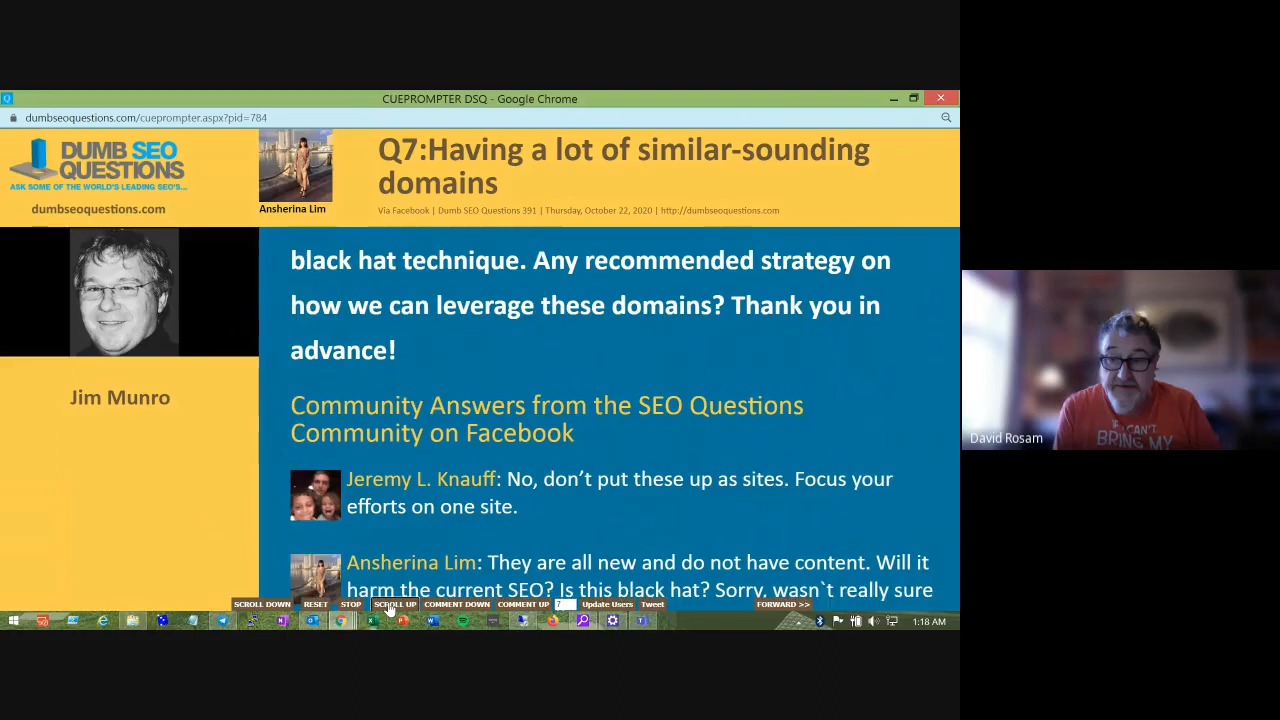 CUEPROMPTER DSQ - Google Chrome
dumbseoquestions.com/cueprompter.aspx?pid=784
DUMB SEO
QUESTIONS
ASK SOME OF THE WORLD'S LEADING SEO'S...
dumbseoquestions.com
Ansherina Lim
Q7:Having a lot of similar-sounding
domains
Via Facebook | Dumb SEO Questions 391 | Thursday, October 22, 2020 | http://dumbseoquestions.com
Jim Munro
black hat technique. Any recommended strategy on
how we can leverage these domains? Thank you in
advance!
Community Answers from the SEO Questions
Community on Facebook
Jeremy L. Knauff: No, don't put these up as sites. Focus your
efforts on one site.
Ansherina Lim: They are all new and do not have content. Will it
harm the current SEO? Is this black hat? Sorry, wasn`t really sure
SCROLL DOWN RESET STOP SCROLL UP COMMENT DOWN COMMENT UP 7 Update Users Tweet FORWARD >>
1:18 AM
David Rosam
I CAN'T
BRING MY